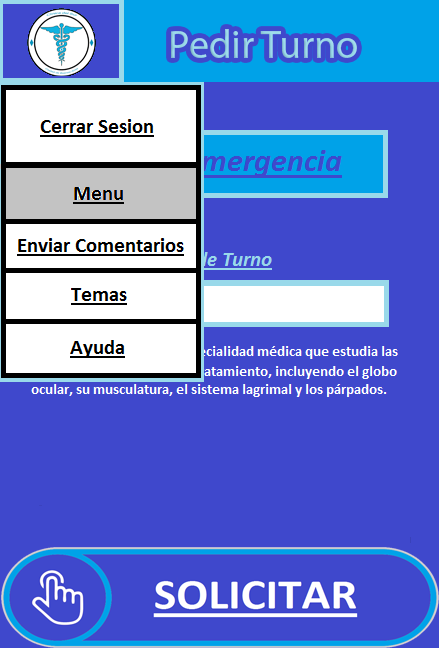 Pedir Turno
Cerrar Sesion
Menu
Enviar Comentarios
Temas
Ayuda
mergencia
de Turno
ecialidad médica que estudia las
atamiento, incluyendo el globo
ocular, su musculatura, el sistema lagrimal y los párpados.
SOLICITAR